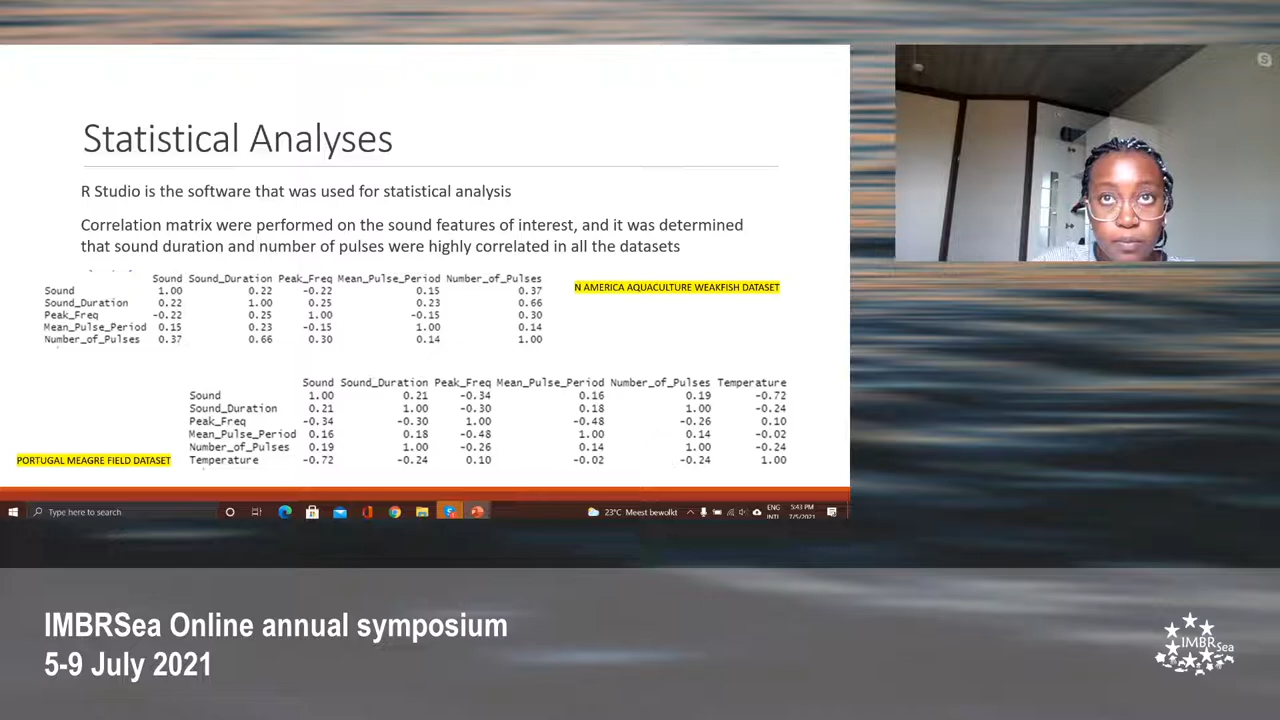 Statistical Analyses
R Studio is the software that was used for statistical analysis
Correlation matrix were performed on the sound features of interest, and it was determined
that sound duration and number of pulses were highly correlated in all the datasets
Sound Sound_Duration Peak_Freq Mean_Pulse_Period Number_of_Pulses
Sound 1.00 0.22 -0.22 0.15 0.37
Sound_Duration 0.22 1.00 0.25 0.23 0.66
Peak_Freq -0.22 0.25 1.00 -0.15 0.30
Mean_Pulse_Period 0.15 0.23 -0.15 1.00 0.14
Number_of_Pulses 0.37 0.66 0.30 0.14 1.00
N AMERICA AQUACULTURE WEAKFISH DATASET
Sound Sound_Duration Peak_Freq Mean_Pulse_Period Number_of_Pulses Temperature
Sound 1.00 0.21 -0.34 0.16 0.19 -0.72
Sound_Duration 0.21 1.00 -0.30 0.18 1.00 -0.24
Peak_Freq -0.34 -0.30 1.00 -0.48 -0.26 0.10
Mean_Pulse_Period 0.16 0.18 -0.48 1.00 0.14 -0.02
Number_of_Pulses 0.19 1.00 -0.26 0.14 1.00 -0.24
Temperature -0.72 -0.24 0.10 -0.02 -0.24 1.00
PORTUGAL MEAGRE FIELD DATASET
Type here to search
23°C Meest bewolkt
ENG
INTL
5:43 PM
7/5/2021
IMBRSea Online annual symposium
5-9 July 2021
IMBRSea